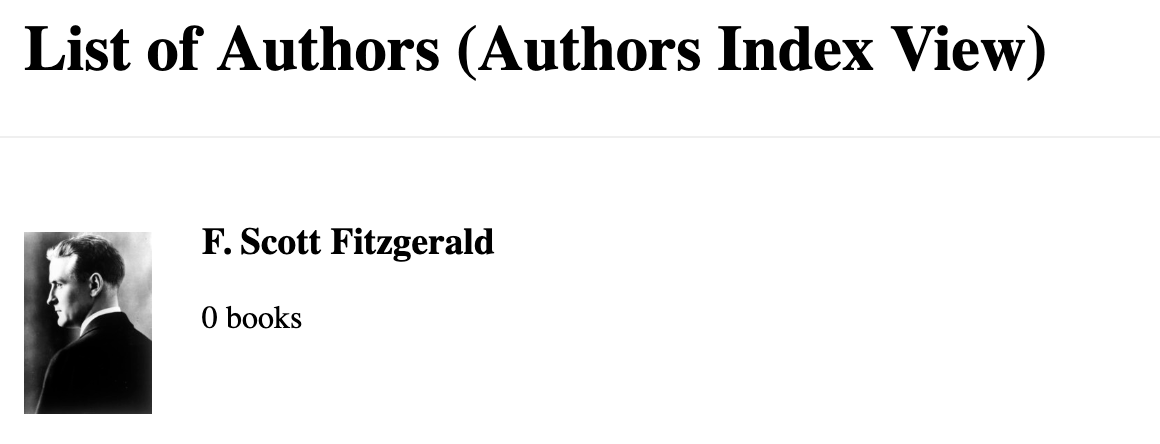 List of Authors (Authors Index View)
F. Scott Fitzgerald
0 books